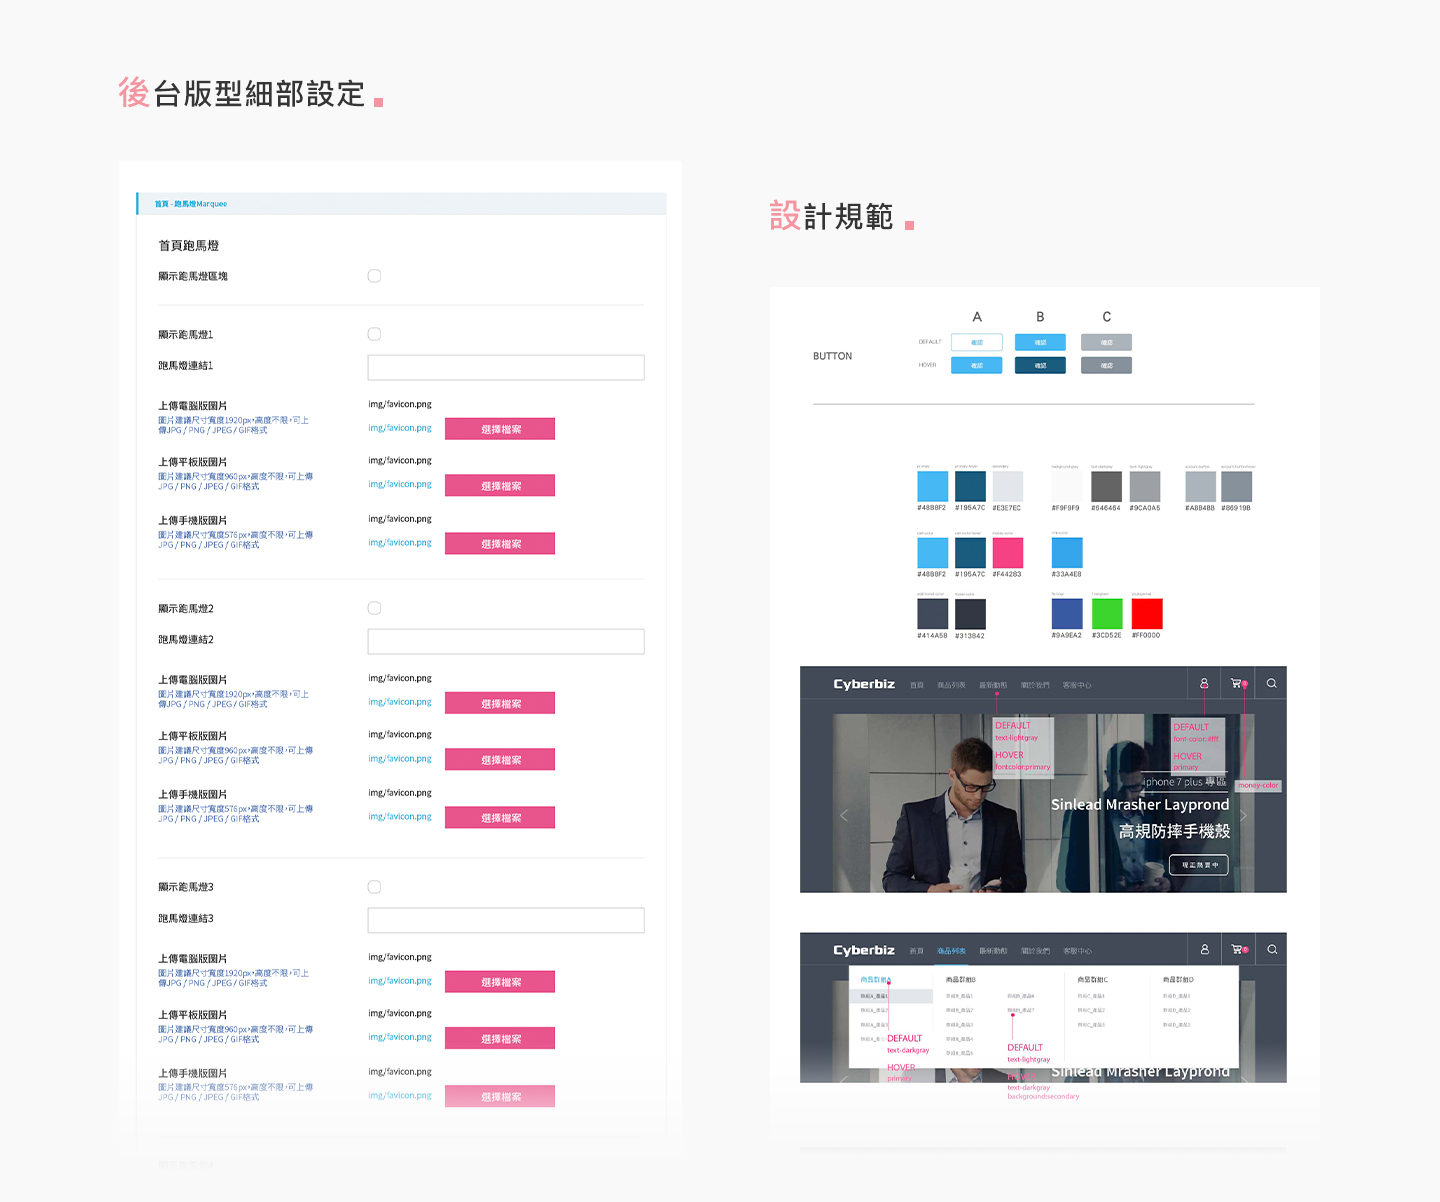 後台版型細部設定
首頁 - 跑馬燈Marquee
首頁跑馬燈
顯示跑馬燈區塊
顯示跑馬燈1
跑馬燈連結1
上傳電腦版圖片
圖片建議尺寸寬度1920px,高度不限,可上
傳JPG / PNG / JPEG / GIF格式
img/favicon.png
img/favicon.png
選擇檔案
上傳平板版圖片
圖片建議尺寸寬度960px,高度不限,可上傳
JPG / PNG / JPEG / GIF格式
img/favicon.png
img/favicon.png
選擇檔案
上傳手機版圖片
圖片建議尺寸寬度576px,高度不限,可上傳
JPG / PNG / JPEG / GIF格式
img/favicon.png
img/favicon.png
選擇檔案
顯示跑馬燈2
跑馬燈連結2
上傳電腦版圖片
圖片建議尺寸寬度1920px,高度不限,可上
傳JPG / PNG / JPEG / GIF格式
img/favicon.png
img/favicon.png
選擇檔案
上傳平板版圖片
圖片建議尺寸寬度960px,高度不限,可上傳
JPG / PNG / JPEG / GIF格式
img/favicon.png
img/favicon.png
選擇檔案
上傳手機版圖片
圖片建議尺寸寬度576px,高度不限,可上傳
JPG / PNG / JPEG / GIF格式
img/favicon.png
img/favicon.png
選擇檔案
顯示跑馬燈3
跑馬燈連結3
上傳電腦版圖片
圖片建議尺寸寬度1920px,高度不限,可上
傳JPG / PNG / JPEG / GIF格式
img/favicon.png
img/favicon.png
選擇檔案
上傳平板版圖片
圖片建議尺寸寬度960px,高度不限,可上傳
JPG / PNG / JPEG / GIF格式
img/favicon.png
img/favicon.png
選擇檔案
上傳手機版圖片
圖片建議尺寸寬度576px,高度不限,可上傳
JPG / PNG / JPEG / GIF格式
img/favicon.png
img/favicon.png
選擇檔案
設計規範
A B C
BUTTON
DEFAULT 確認 確認 確認
HOVER 確認 確認 確認
primary primary-hover secondary
#48B8F2 #195A7C #E3E7EC #F9F9F9 #646464 #9CA0A5 #A8B4B8 #86919B
#48B8F2 #195A7C #F44283 #33A4E8
#414A58 #313842 #9A9EA2 #3CD52E #FF0000
Cyberbiz 首頁 商品列表 最新動態 關於我們 客服中心
DEFAULT
text-lightgray
HOVER
fontcolor:primary
DEFAULT
font-color:#fff
HOVER
primary
money-color
iphone 7 plus 專區
Sinlead Mrasher Layprond
高規防摔手機殼
現正熱賣中
Cyberbiz 首頁 商品列表 最新動態 關於我們 客服中心
商品群組A 商品群組B 商品群組C 商品群組D
DEFAULT
text-darkgray
HOVER
primary
DEFAULT
text-lightgray
HOVER
text-darkgray
background:secondary
Sinlead Mrasher Layprond